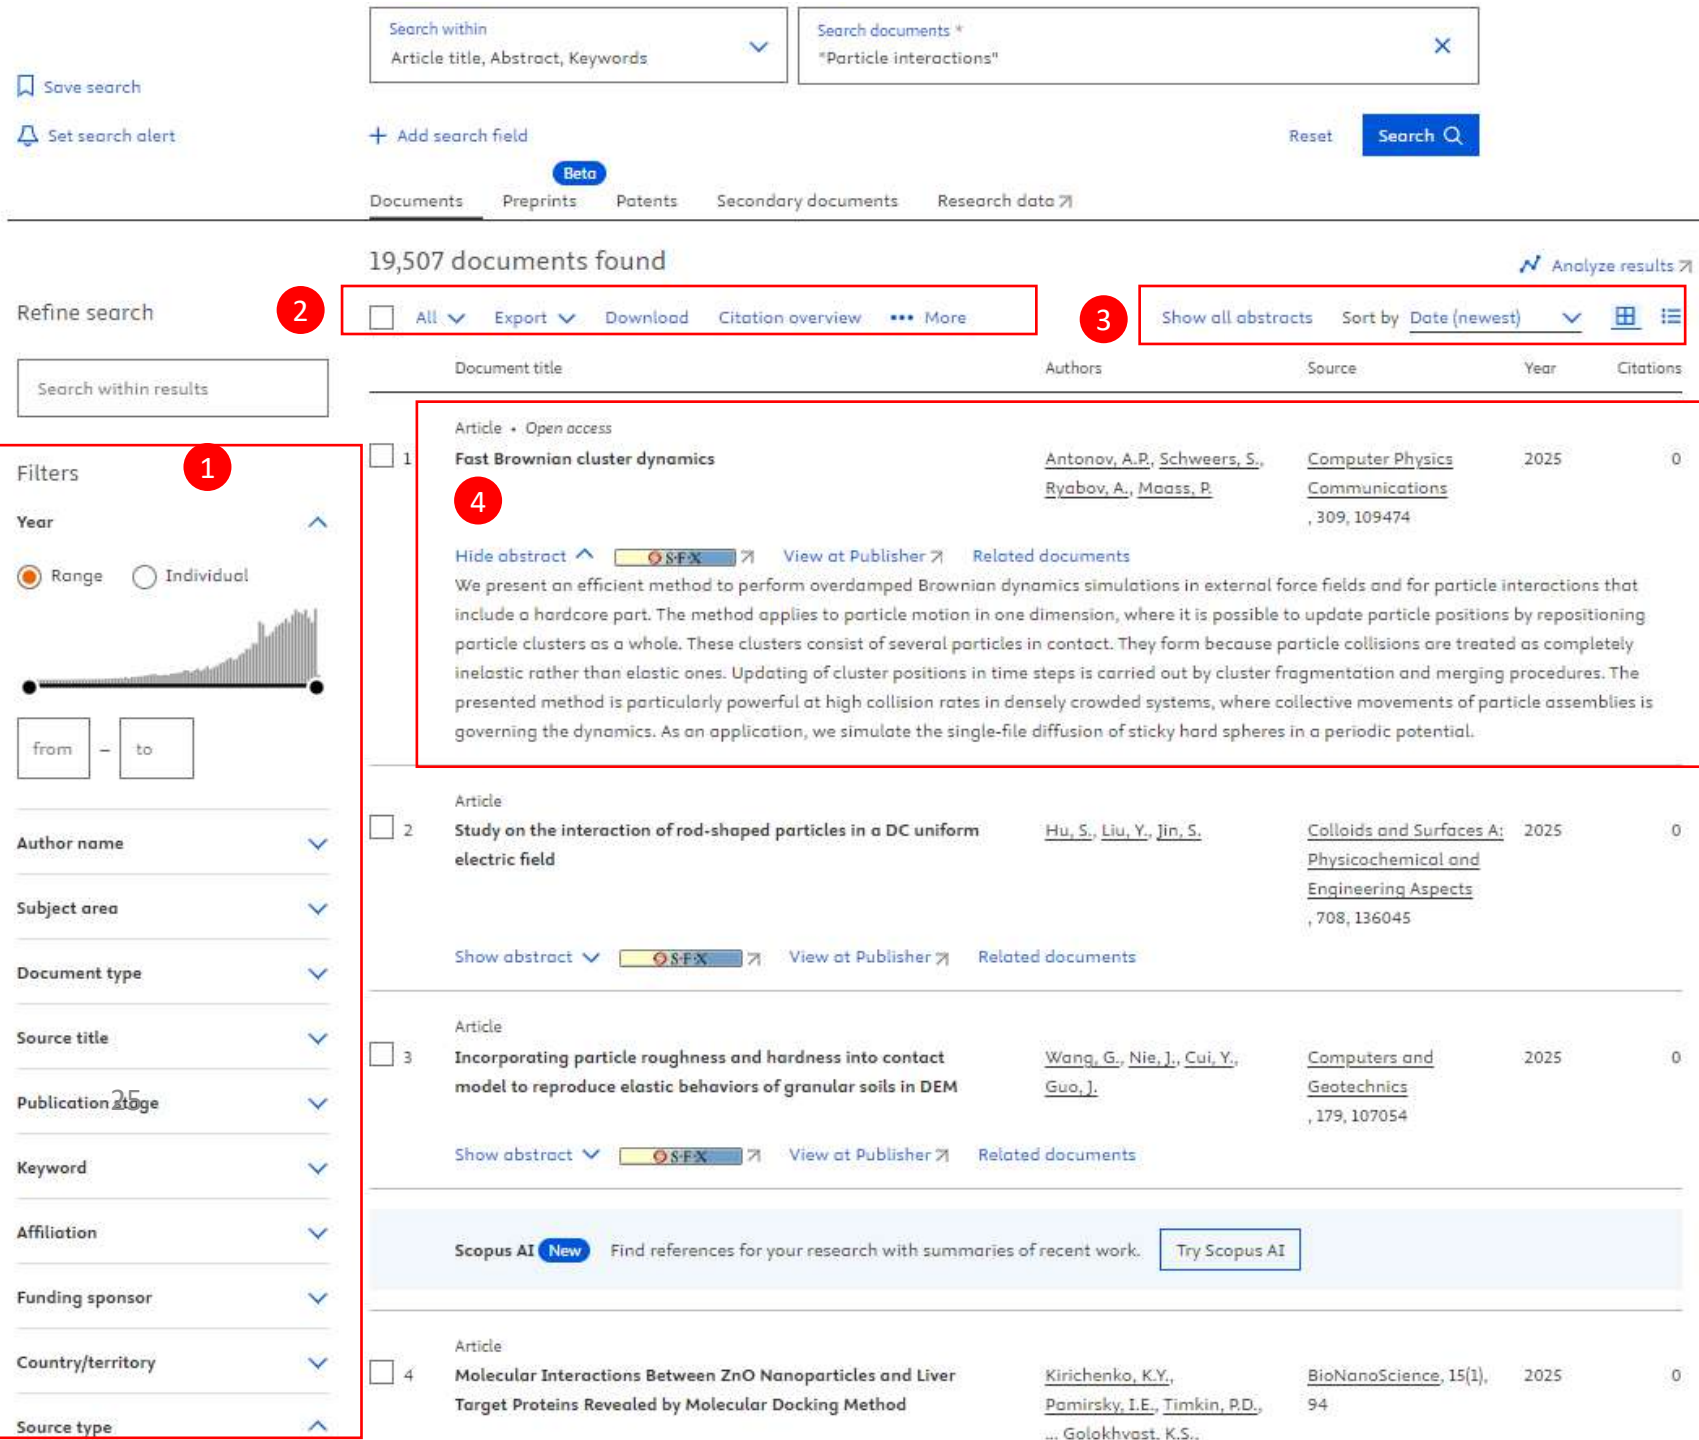 Search within
Article title, Abstract, Keywords
Search documents *
"Particle interactions"
Save search
Set search alert
Add search field
Reset
Search
Beta
Documents
Preprints
Patents
Secondary documents
Research data
19,507 documents found
Analyze results
Refine search
2
All
Export
Download
Citation overview
••• More
3
Show all abstracts
Sort by Date (newest)
Search within results
Document title
Authors
Source
Year
Citations
Filters
1
Year
Range
Individual
from – to
Author name
Subject area
Document type
Source title
Publication stage
25
Keyword
Affiliation
Funding sponsor
Country/territory
Source type
Article • Open access
1
Fast Brownian cluster dynamics
Antonov, A.P., Schweers, S.,
Ryabov, A., Maass, P.
Computer Physics
Communications
, 309, 109474
2025
0
4
Hide abstract
S·F·X
View at Publisher
Related documents
We present an efficient method to perform overdamped Brownian dynamics simulations in external force fields and for particle interactions that
include a hardcore part. The method applies to particle motion in one dimension, where it is possible to update particle positions by repositioning
particle clusters as a whole. These clusters consist of several particles in contact. They form because particle collisions are treated as completely
inelastic rather than elastic ones. Updating of cluster positions in time steps is carried out by cluster fragmentation and merging procedures. The
presented method is particularly powerful at high collision rates in densely crowded systems, where collective movements of particle assemblies is
governing the dynamics. As an application, we simulate the single-file diffusion of sticky hard spheres in a periodic potential.
Article
2
Study on the interaction of rod-shaped particles in a DC uniform
electric field
Hu, S., Liu, Y., Jin, S.
Colloids and Surfaces A:
Physicochemical and
Engineering Aspects
, 708, 136045
2025
0
Show abstract
S·F·X
View at Publisher
Related documents
Article
3
Incorporating particle roughness and hardness into contact
model to reproduce elastic behaviors of granular soils in DEM
Wang, G., Nie, J., Cui, Y.,
Guo, J.
Computers and
Geotechnics
, 179, 107054
2025
0
Show abstract
S·F·X
View at Publisher
Related documents
Scopus AI
New
Find references for your research with summaries of recent work.
Try Scopus AI
Article
4
Molecular Interactions Between ZnO Nanoparticles and Liver
Target Proteins Revealed by Molecular Docking Method
Kirichenko, K.Y.,
Pamirsky, I.E., Timkin, P.D.,
... Golokhvast, K.S.,
BioNanoScience, 15(1),
94
2025
0